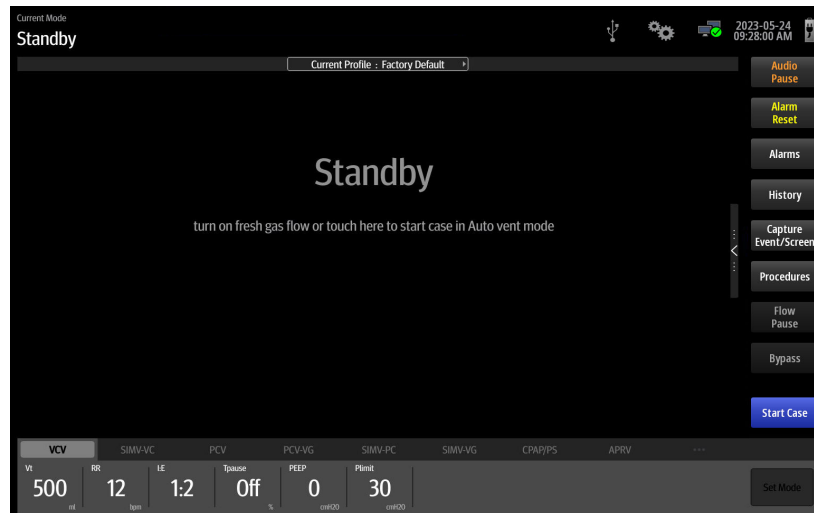 Current Mode
Standby
2023-05-24
09:28:00 AM
Current Profile : Factory Default
Audio
Pause
Alarm
Reset
Alarms
History
Capture
Event/Screen
Procedures
Flow
Pause
Bypass
Start Case
Standby
turn on fresh gas flow or touch here to start case in Auto vent mode
VCV SIMV-VC PCV PCV-VG SIMV-PC SIMV-VG CPAP/PS APRV ...
Vt RR I:E Tpause PEEP Plimit
500 12 1:2 Off 0 30
ml bpm % cmH2O cmH2O
Set Mode